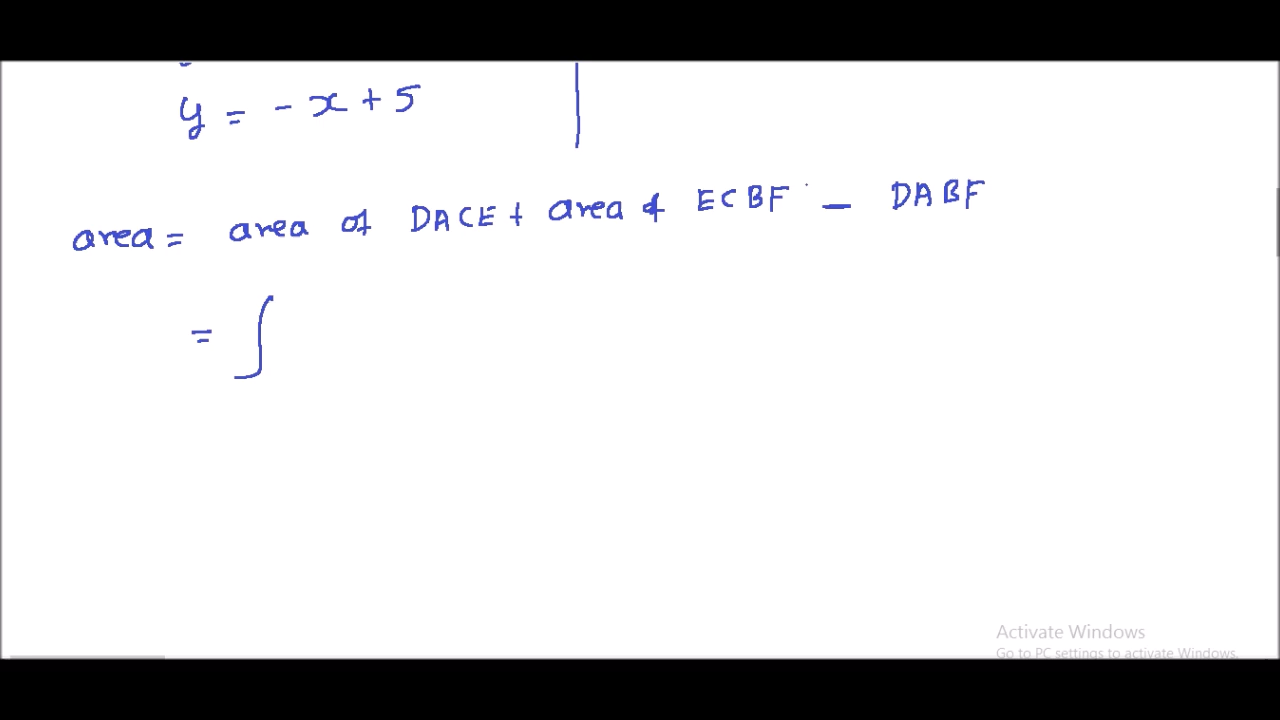 y = - x + 5
area = area of DACE + area of ECBF - DABF
= ∫
Activate Windows
Go to PC settings to activate Windows.